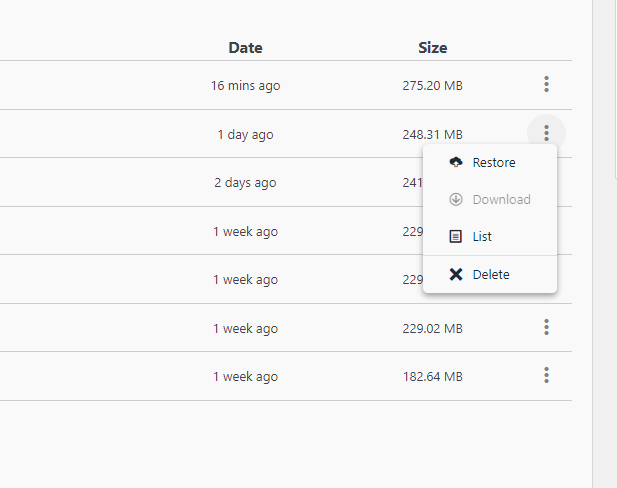 Date Size
16 mins ago 275.20 MB
1 day ago 248.31 MB
Restore
2 days ago 241
Download
1 week ago 229
List
1 week ago 229
Delete
1 week ago 229.02 MB
1 week ago 182.64 MB